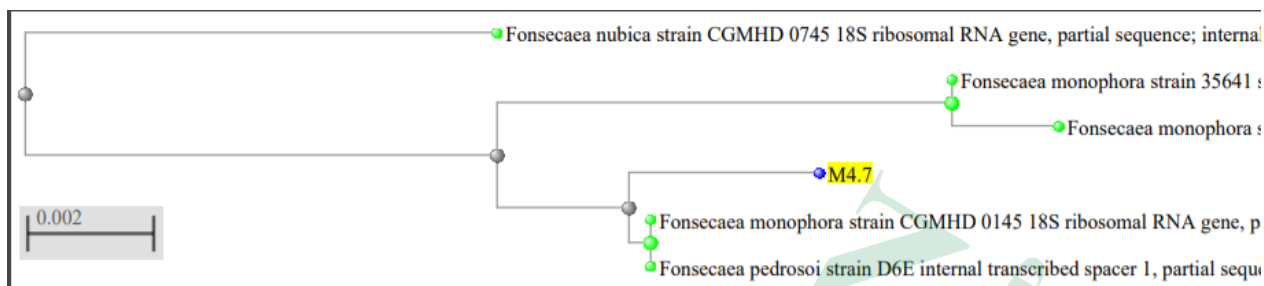 Fonsecaea nubica strain CGMHD 0745 18S ribosomal RNA gene, partial sequence; internal
Fonsecaea monophora strain 35641 s
Fonsecaea monophora s
M4.7
0.002
Fonsecaea monophora strain CGMHD 0145 18S ribosomal RNA gene, p
Fonsecaea pedrosoi strain D6E internal transcribed spacer 1, partial seque